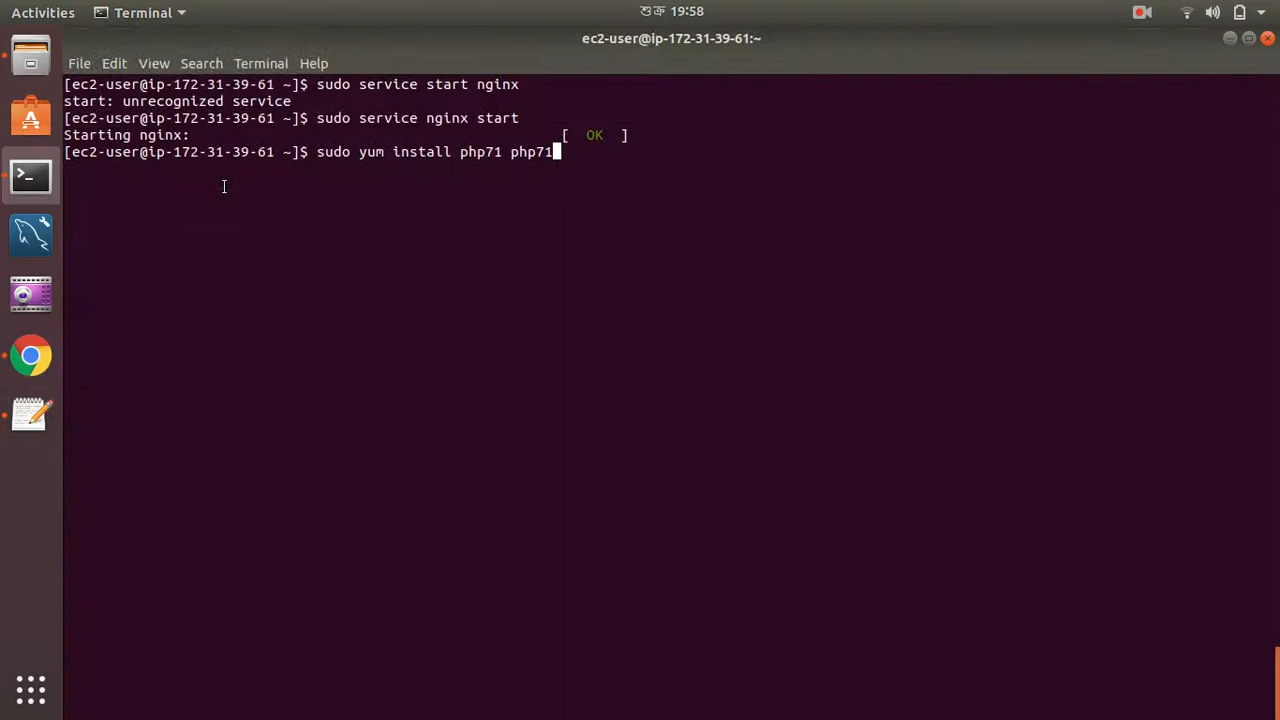 Activities Terminal শুক্র 19:58
ec2-user@ip-172-31-39-61:~
File Edit View Search Terminal Help
[ec2-user@ip-172-31-39-61 ~]$ sudo service start nginx
start: unrecognized service
[ec2-user@ip-172-31-39-61 ~]$ sudo service nginx start
Starting nginx: [ OK ]
[ec2-user@ip-172-31-39-61 ~]$ sudo yum install php71 php71